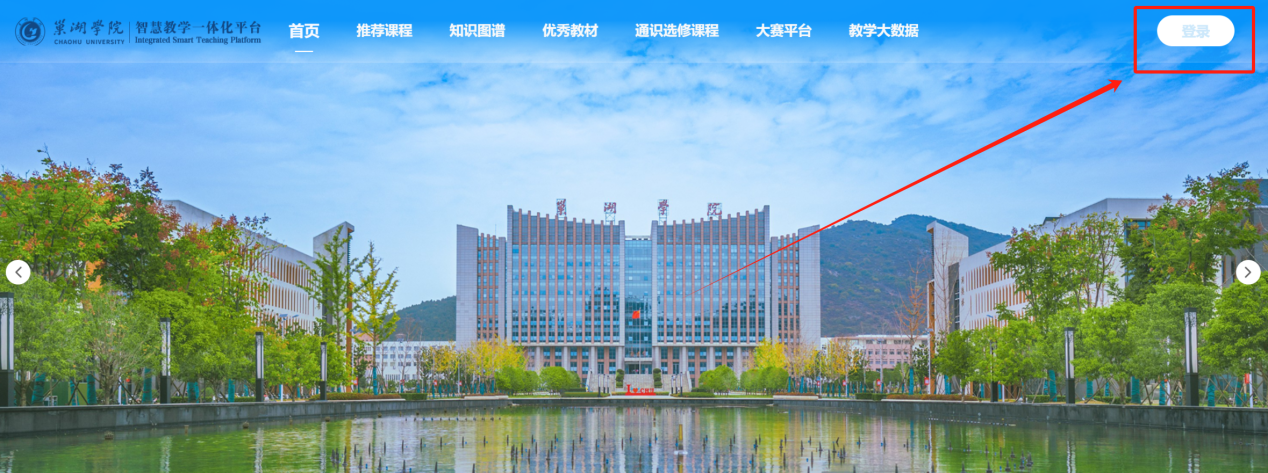 巢湖学院
CHAOHU UNIVERSITY
智慧教学一体化平台
Integrated Smart Teaching Platform
首页
推荐课程
知识图谱
优秀教材
通识选修课程
大赛平台
教学大数据
登录
巢湖学院